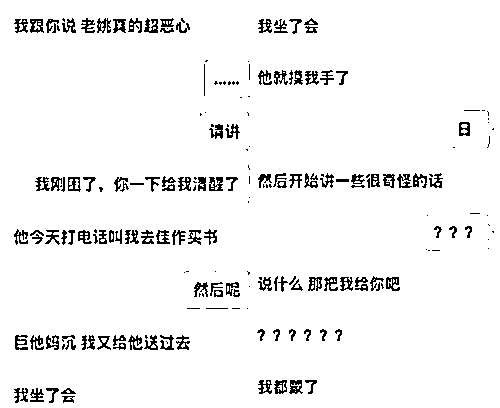 我跟你说 老姚真的超恶心
……
请讲
我刚困了，你一下给我清醒了
他今天打电话叫我去佳作买书
然后呢
巨他妈沉 我又给他送过去
我坐了会
我坐了会
他就摸我手了
日
然后开始讲一些很奇怪的话
？？？
说什么 那把我给你吧
？？？？？？
我都蒙了